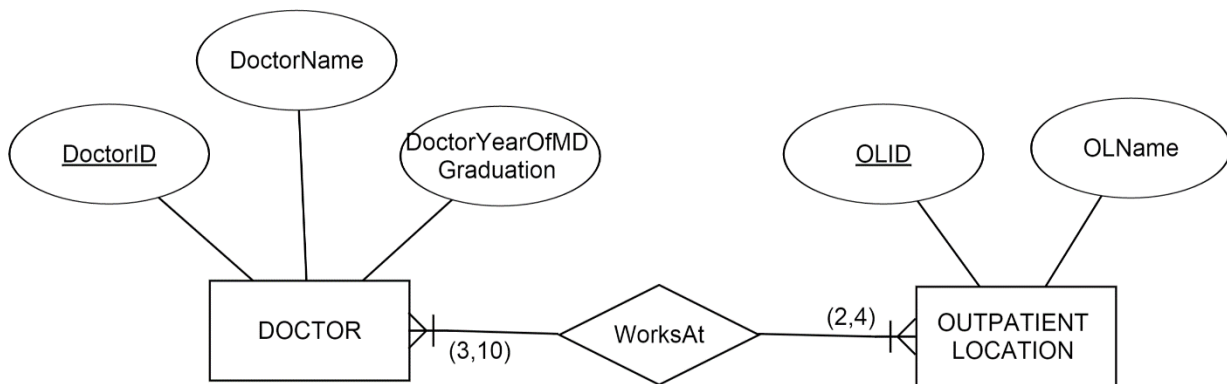 DoctorName
DoctorID
DoctorYearOfMD
Graduation
OLID
OLName
DOCTOR
(3,10)
WorksAt
(2,4)
OUTPATIENT
LOCATION